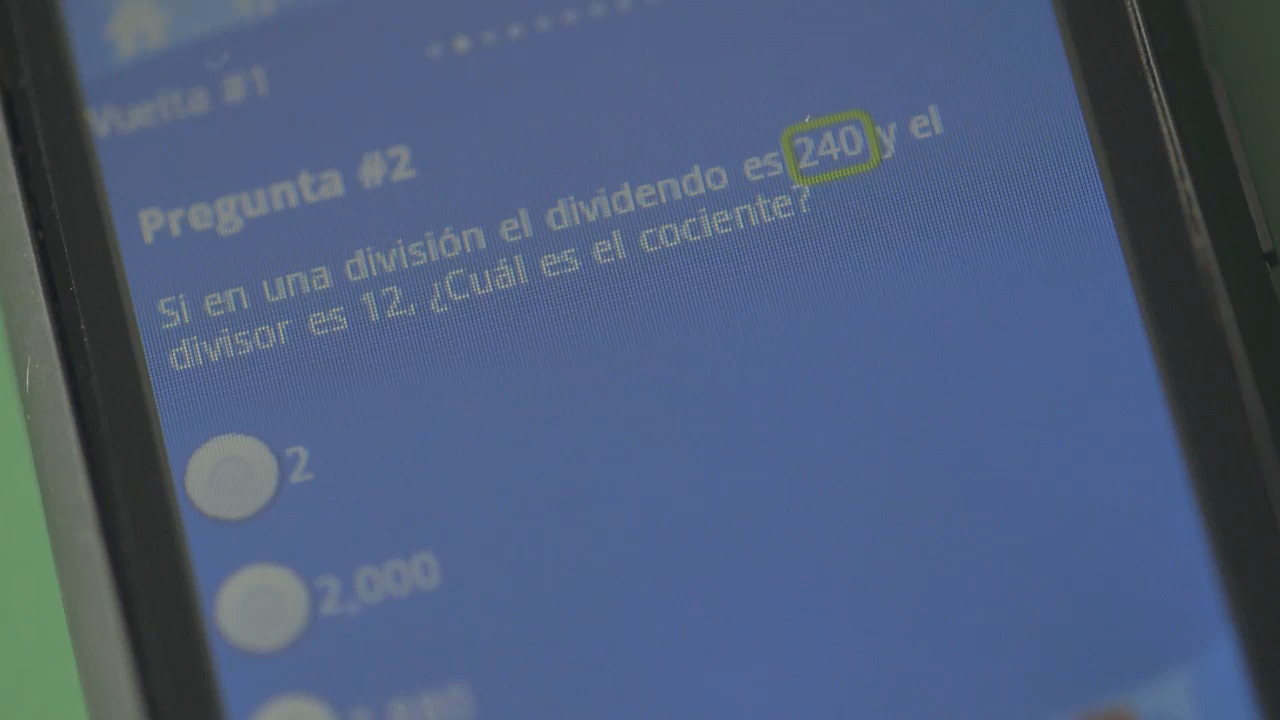 Vuelta #1
Pregunta #2
Si en una división el dividendo es 240 y el
divisor es 12, ¿Cuál es el cociente?
2
2,000